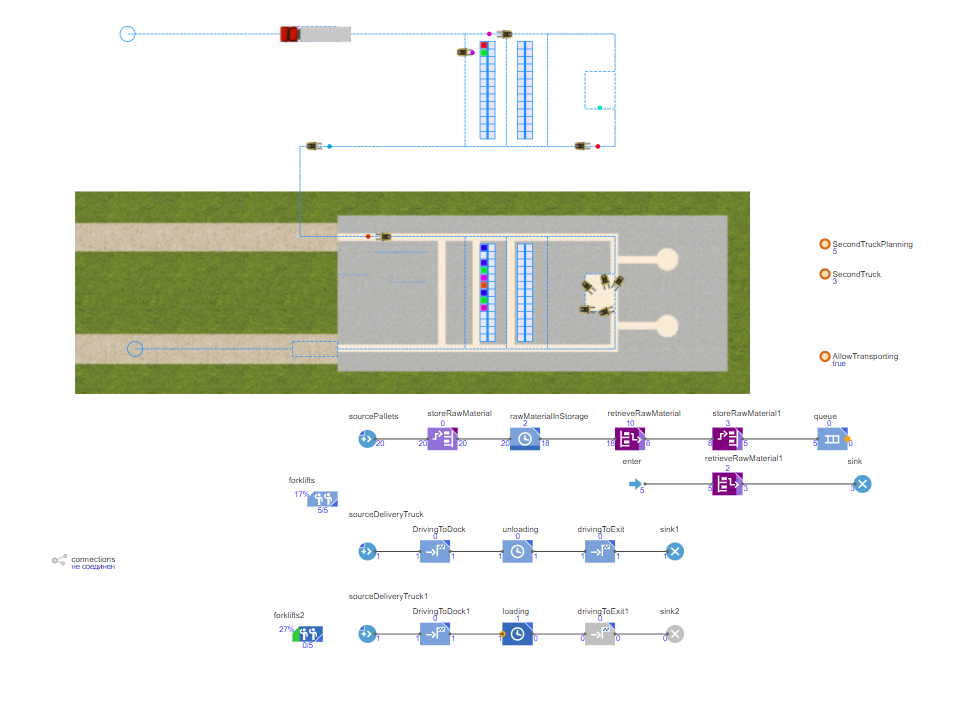 SecondTruckPlanning
5
SecondTruck
3
AllowTransporting
true
sourcePallets
storeRawMaterial
rawMaterialInStorage
retrieveRawMaterial
storeRawMaterial1
queue
0
2
10
3
0
20
20
20
20
18
18
8
8
5
5
0
enter
retrieveRawMaterial1
sink
2
5
5
3
3
forklifts
17%
5/5
sourceDeliveryTruck
DrivingToDock
unloading
drivingToExit
sink1
0
0
0
1
1
1
1
1
1
1
1
connections
не соединен
sourceDeliveryTruck1
forklifts2
DrivingToDock1
loading
drivingToExit1
sink2
27%
0
1
0
0/5
1
1
1
1
0
0
0
0